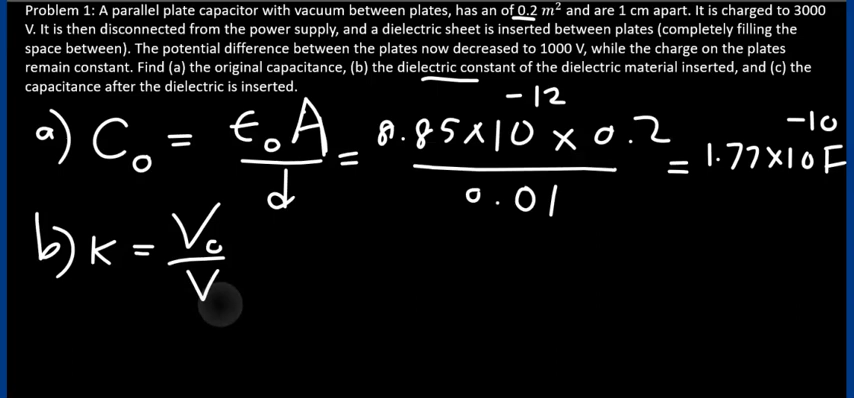 Problem 1: A parallel plate capacitor with vacuum between plates, has an of 0.2 m² and are 1 cm apart. It is charged to 3000
V. It is then disconnected from the power supply, and a dielectric sheet is inserted between plates (completely filling the
space between). The potential difference between the plates now decreased to 1000 V, while the charge on the plates
remain constant. Find (a) the original capacitance, (b) the dielectric constant of the dielectric material inserted, and (c) the
capacitance after the dielectric is inserted.
a) C₀ = ε₀A / d = 8.85×10⁻¹² × 0.2 / 0.01 = 1.77×10⁻¹⁰ F
b) K = V₀ / V